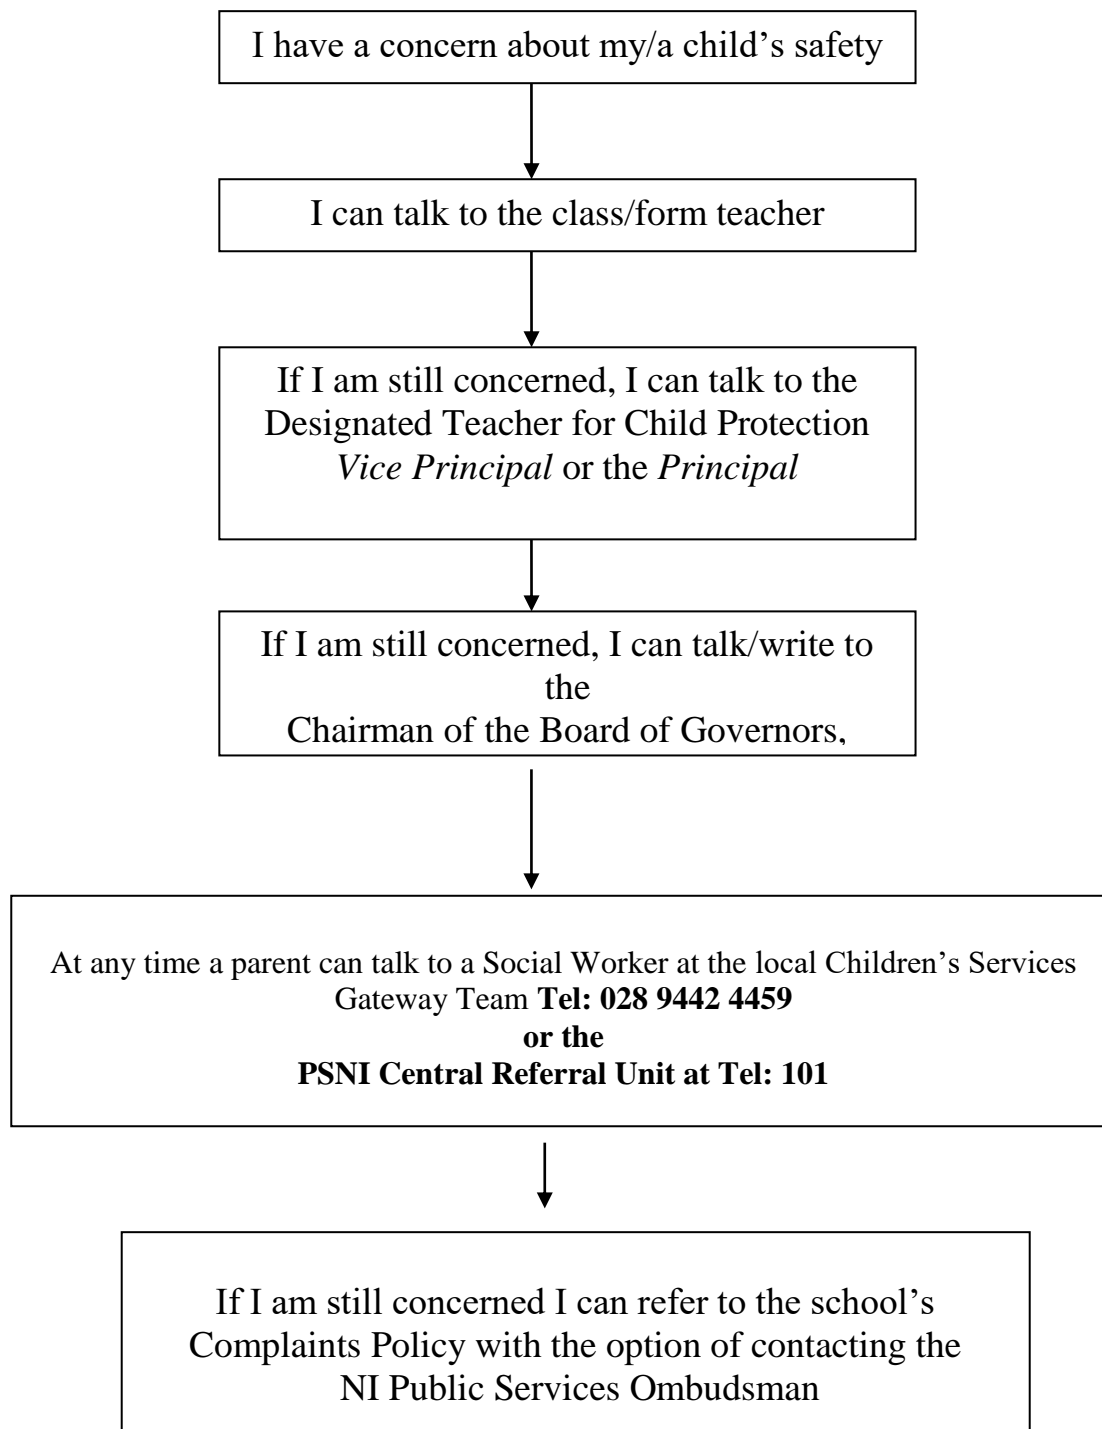 I have a concern about my/a child’s safety
I can talk to the class/form teacher
If I am still concerned, I can talk to the
Designated Teacher for Child Protection
Vice Principal or the Principal
If I am still concerned, I can talk/write to
the
Chairman of the Board of Governors,
At any time a parent can talk to a Social Worker at the local Children’s Services
Gateway Team Tel: 028 9442 4459
or the
PSNI Central Referral Unit at Tel: 101
If I am still concerned I can refer to the school’s
Complaints Policy with the option of contacting the
NI Public Services Ombudsman